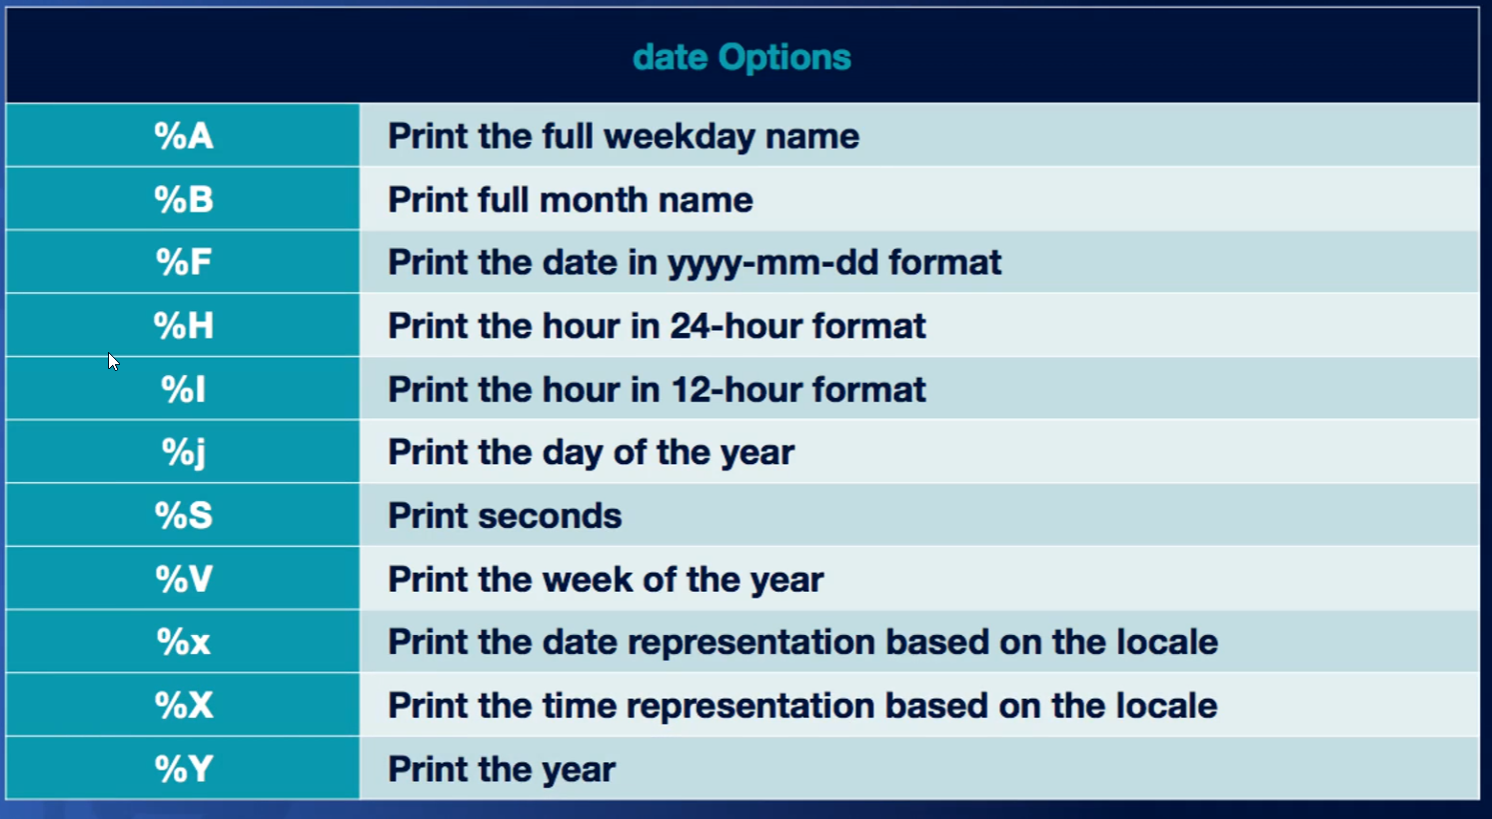 date Options
%A Print the full weekday name
%B Print full month name
%F Print the date in yyyy-mm-dd format
%H Print the hour in 24-hour format
%I Print the hour in 12-hour format
%j Print the day of the year
%S Print seconds
%V Print the week of the year
%x Print the date representation based on the locale
%X Print the time representation based on the locale
%Y Print the year